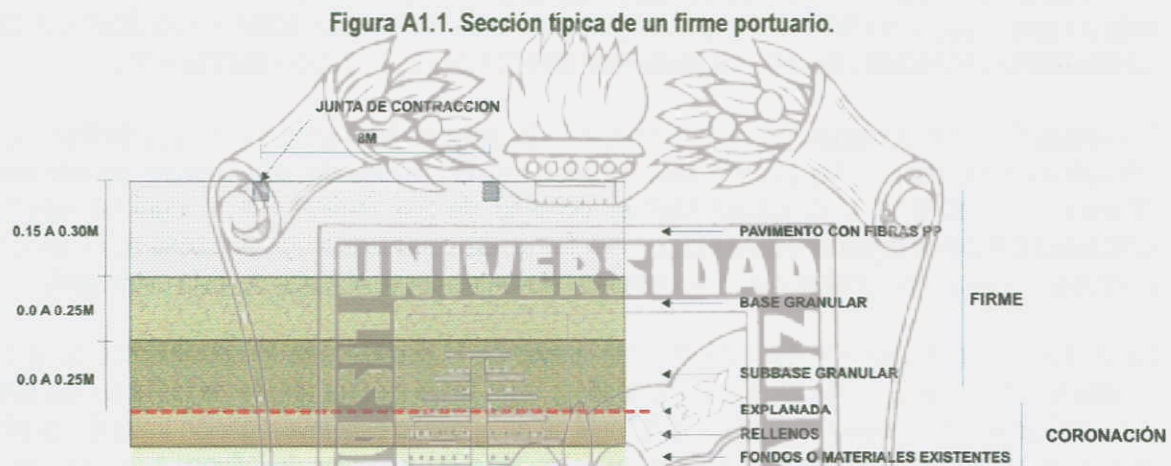 Figura A1.1. Sección típica de un firme portuario.
JUNTA DE CONTRACCION
8M
0.15 A 0.30M
PAVIMENTO CON FIBRAS PP
UNIVERSIDAD
0.0 A 0.25M
BASE GRANULAR
FIRME
0.0 A 0.25M
SUBBASE GRANULAR
EXPLANADA
RELLENOS
CORONACIÓN
FONDOS O MATERIALES EXISTENTES